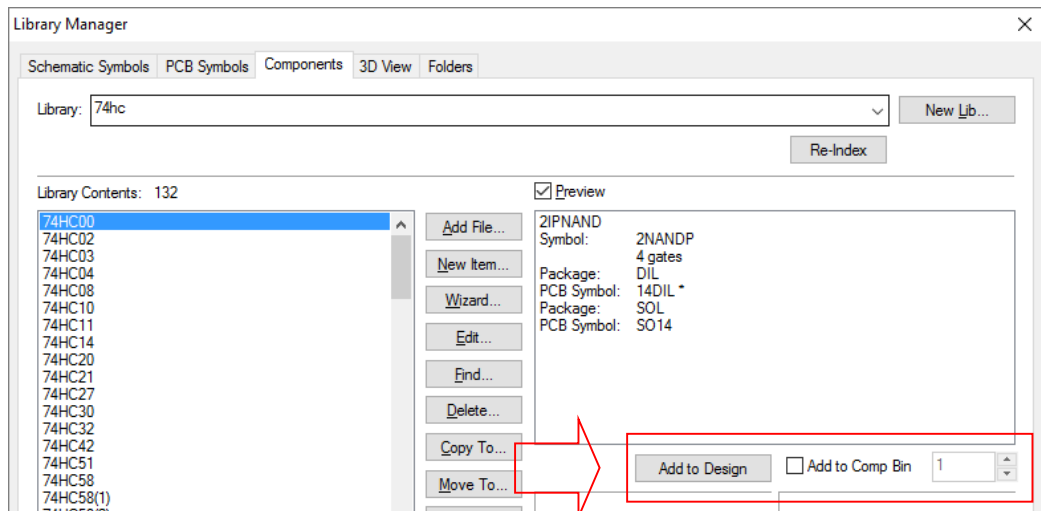 Library Manager
Schematic Symbols PCB Symbols Components 3D View Folders
Library: 74hc New Lib...
Re-Index
Library Contents: 132
Preview
74HC00
74HC02
74HC03
74HC04
74HC08
74HC10
74HC11
74HC14
74HC20
74HC21
74HC27
74HC30
74HC32
74HC42
74HC51
74HC58
74HC58(1)
Add File...
New Item...
Wizard...
Edit...
Find...
Delete...
Copy To...
Move To...
2IPNAND
Symbol: 2NANDP
4 gates
Package: DIL
PCB Symbol: 14DIL *
Package: SOL
PCB Symbol: SO14
Add to Design Add to Comp Bin 1